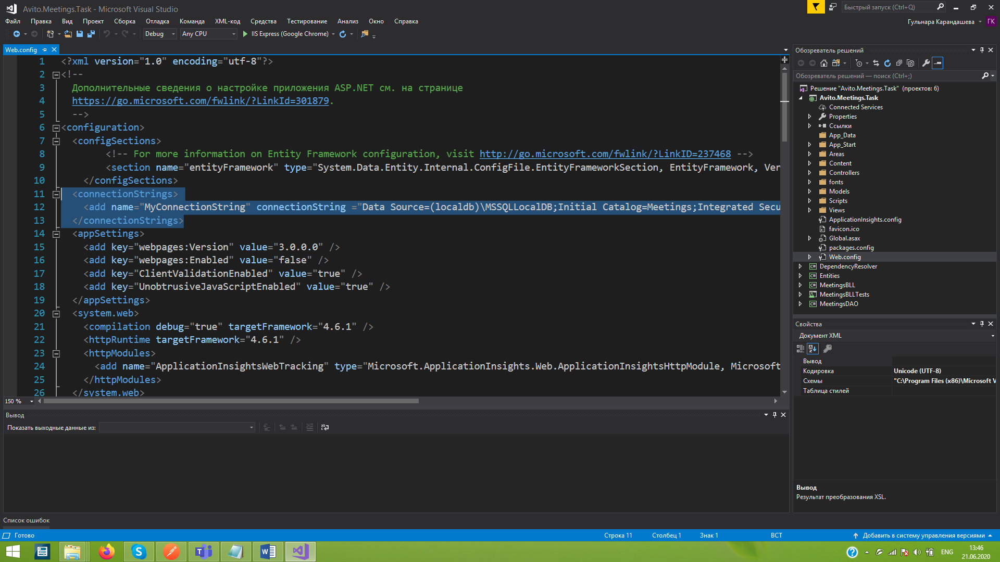 Avito.Meetings.Task - Microsoft Visual Studio
Быстрый запуск (Ctrl+Q)
Файл Правка Вид Проект Сборка Отладка Команда XML-код Средства Тестирование Анализ Окно Справка
Гульнара Карандашева ГК
Debug Any CPU IIS Express (Google Chrome)
Web.config
1 <?xml version="1.0" encoding="utf-8"?>
2 <!--
3 Дополнительные сведения о настройке приложения ASP.NET см. на странице
4 https://go.microsoft.com/fwlink/?LinkId=301879.
5 -->
6 <configuration>
7 <configSections>
8 <!-- For more information on Entity Framework configuration, visit http://go.microsoft.com/fwlink/?LinkID=237468 -->
9 <section name="entityFramework" type="System.Data.Entity.Internal.ConfigFile.EntityFrameworkSection, EntityFramework, Ver
10 </configSections>
11 <connectionStrings>
12 <add name="MyConnectionString" connectionString ="Data Source=(localdb)\MSSQLLocalDB;Initial Catalog=Meetings;Integrated Secu
13 </connectionStrings>
14 <appSettings>
15 <add key="webpages:Version" value="3.0.0.0" />
16 <add key="webpages:Enabled" value="false" />
17 <add key="ClientValidationEnabled" value="true" />
18 <add key="UnobtrusiveJavaScriptEnabled" value="true" />
19 </appSettings>
20 <system.web>
21 <compilation debug="true" targetFramework="4.6.1" />
22 <httpRuntime targetFramework="4.6.1" />
23 <httpModules>
24 <add name="ApplicationInsightsWebTracking" type="Microsoft.ApplicationInsights.Web.ApplicationInsightsHttpModule, Microsoft
25 </httpModules>
26 </system.web>
150 %
Вывод
Показать выходные данные из:
Список ошибок
Обозреватель решений
Обозреватель решений — поиск (Ctrl+;)
Решение "Avito.Meetings.Task" (проектов: 6)
Avito.Meetings.Task
Connected Services
Properties
Ссылки
App_Data
App_Start
Areas
Content
Controllers
fonts
Models
Scripts
Views
ApplicationInsights.config
favicon.ico
Global.asax
packages.config
Web.config
DependencyResolver
Entities
MeetingsBLL
MeetingsBLLTests
MeetingsDAO
Свойства
Документ XML
Вывод
Кодировка Unicode (UTF-8)
Схемы "C:\Program Files (x86)\Microsoft V
Таблица стилей
Вывод
Результат преобразования XSL.
Готово Строка 11 Столбец 1 Знак 1 ВСТ Добавить в систему управления версиями
ENG 13:46
21.06.2020